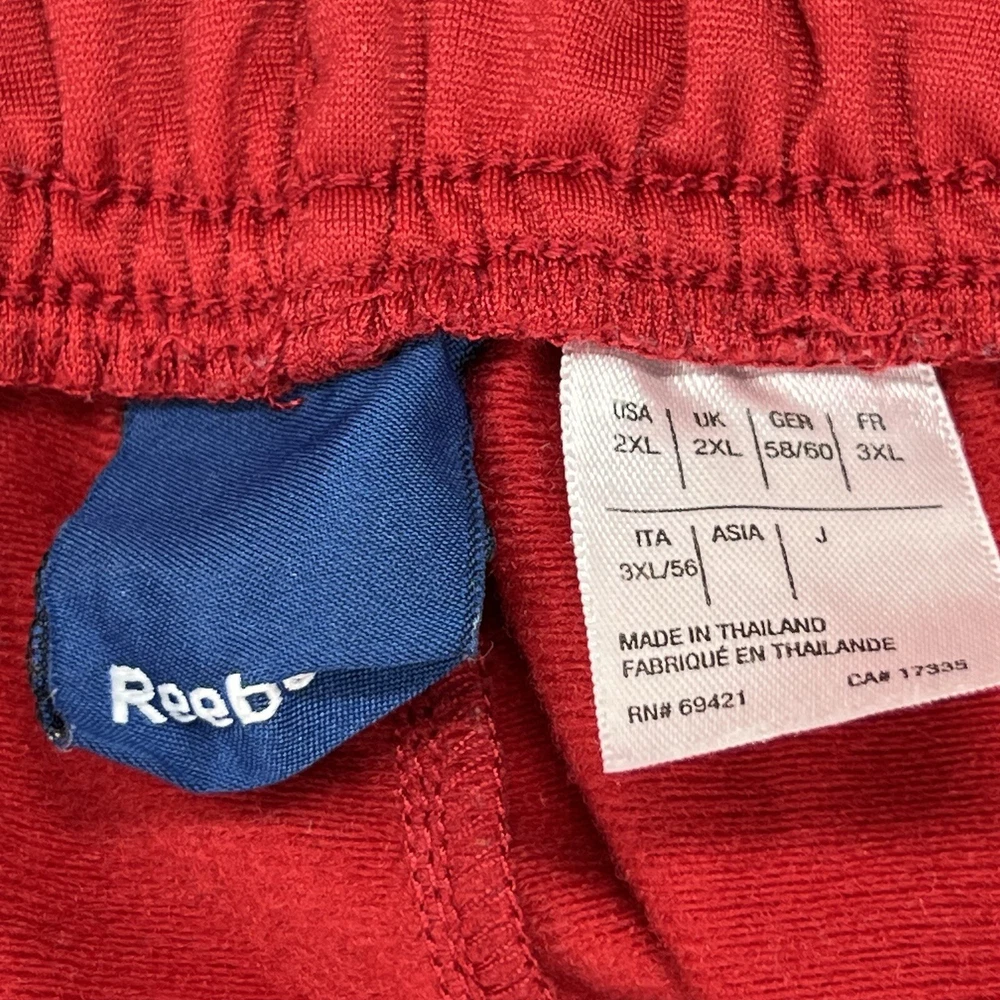 USA UK GER FR
2XL 2XL 58/60 3XL
ITA ASIA J
3XL/56
MADE IN THAILAND
FABRIQUÉ EN THAILANDE
RN# 69421 CA# 17335
Reebo